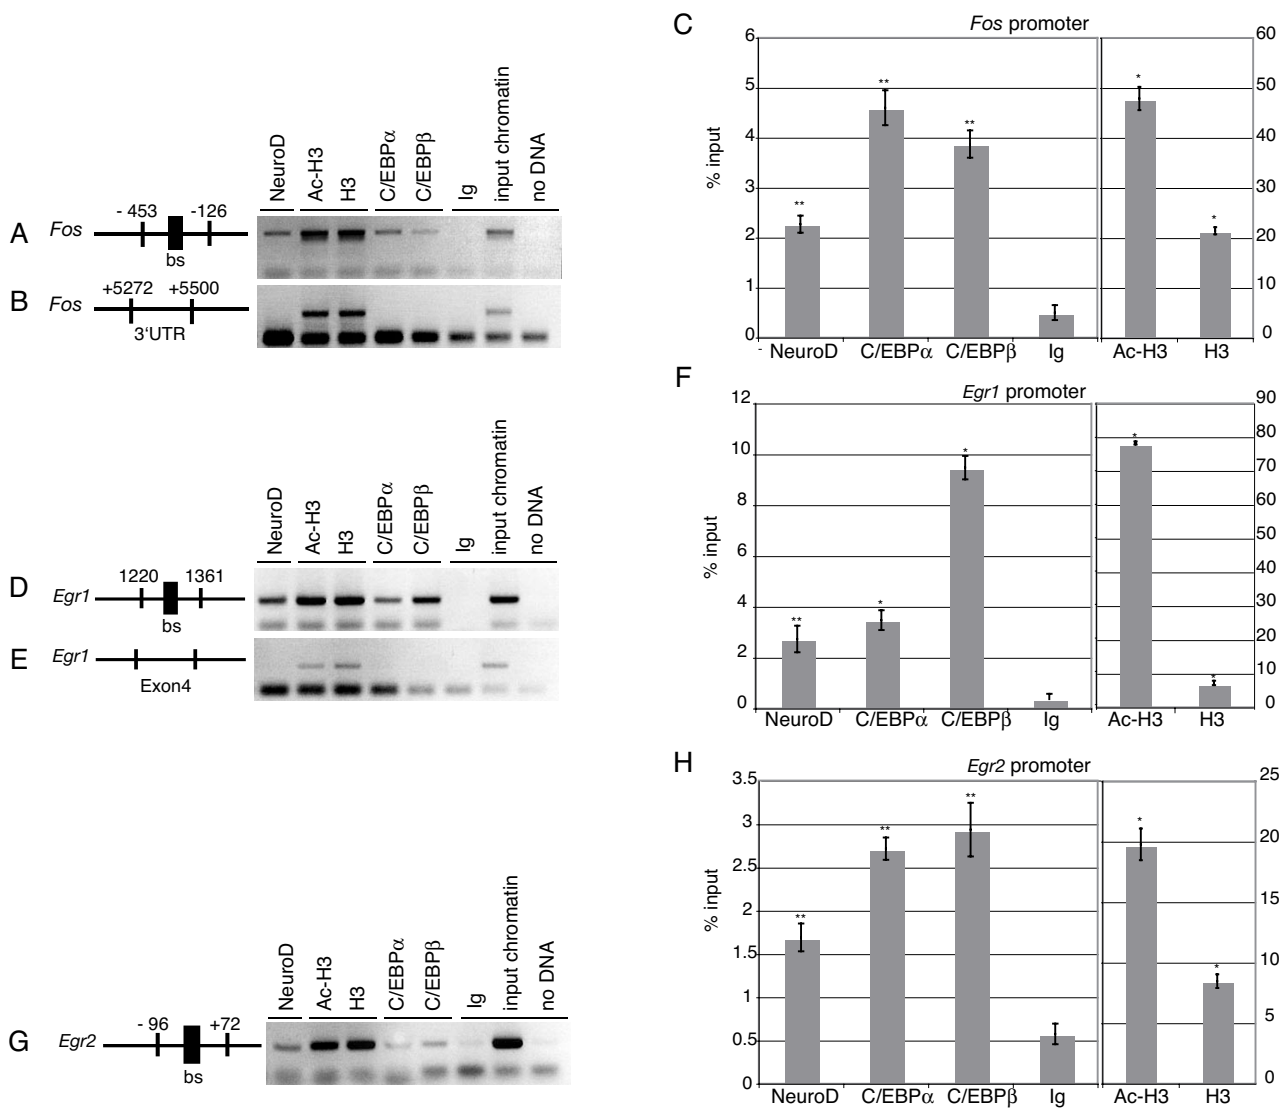 NeuroD
Ac-H3
H3
C/EBPα
C/EBPβ
Ig
input chromatin
no DNA
A
Fos
- 453
-126
bs
B
Fos
+5272
+5500
3‘UTR
C
Fos promoter
% input
6
5
4
3
2
1
0
-
60
50
40
30
20
10
0
**
**
**
*
*
NeuroD
C/EBPα
C/EBPβ
Ig
Ac-H3
H3
NeuroD
Ac-H3
H3
C/EBPα
C/EBPβ
Ig
input chromatin
no DNA
D
Egr1
1220
1361
bs
E
Egr1
Exon4
F
Egr1 promoter
% input
12
10
8
6
4
2
0
90
80
70
60
50
40
30
20
10
0
**
*
*
*
*
NeuroD
C/EBPα
C/EBPβ
Ig
Ac-H3
H3
NeuroD
Ac-H3
H3
C/EBPα
C/EBPβ
Ig
input chromatin
no DNA
G
Egr2
- 96
+72
bs
H
Egr2 promoter
% input
3.5
3
2.5
2
1.5
1
0.5
0
25
20
15
10
5
0
**
**
**
*
*
NeuroD
C/EBPα
C/EBPβ
Ig
Ac-H3
H3